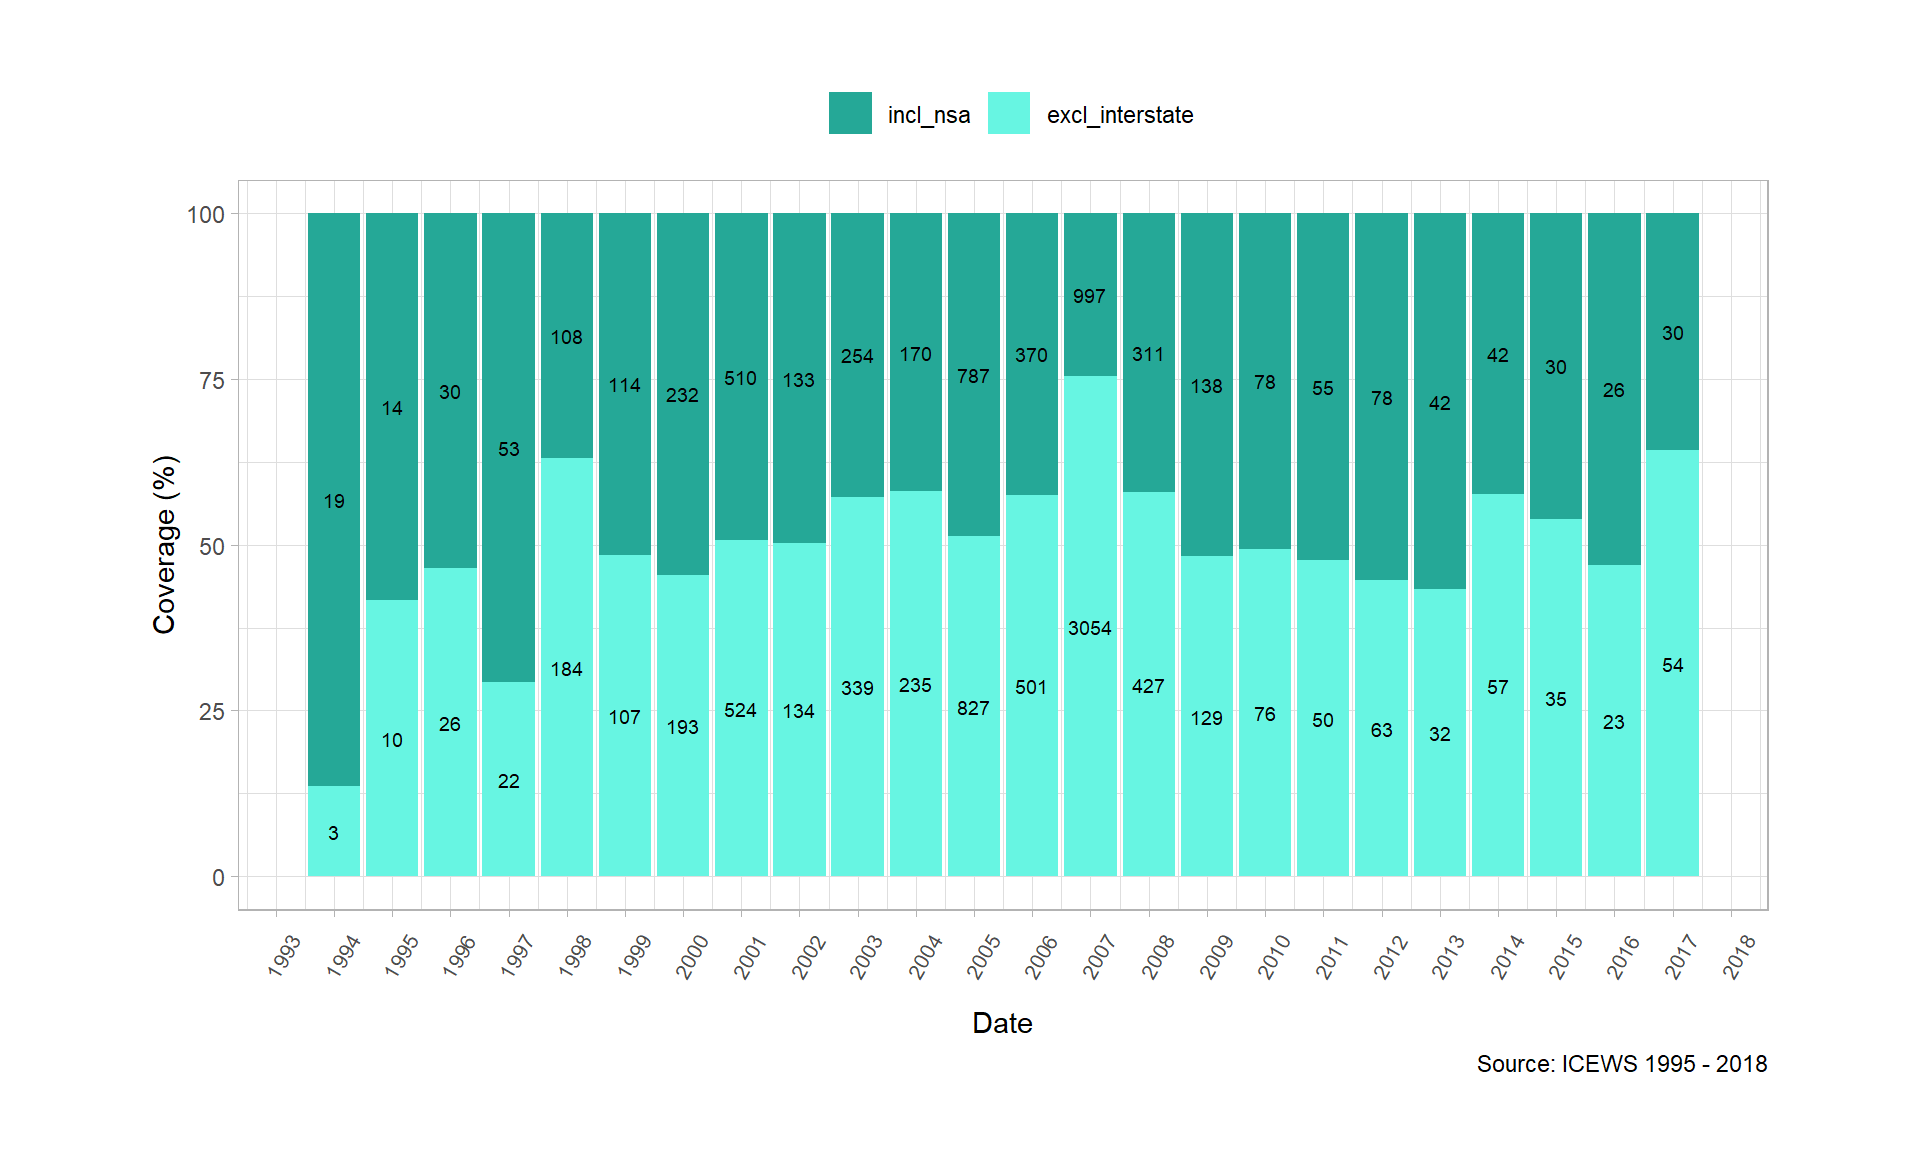 incl_nsa excl_interstate
100
75
50
25
0
Coverage (%)
19 14 30 53 108 114 232 510 133 254 170 787 370 997 311 138 78 55 78 42 42 30 26 30
3 10 26 22 184 107 193 524 134 339 235 827 501 3054 427 129 76 50 63 32 57 35 23 54
1993 1994 1995 1996 1997 1998 1999 2000 2001 2002 2003 2004 2005 2006 2007 2008 2009 2010 2011 2012 2013 2014 2015 2016 2017 2018
Date
Source: ICEWS 1995 - 2018